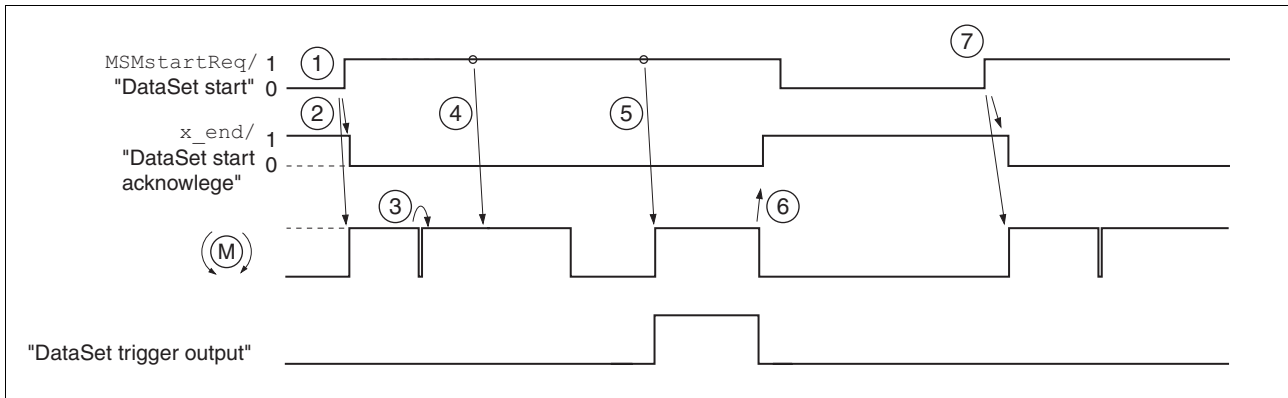 MSMstartReq/ 1
"DataSet start" 0
1
7
x_end/ 1
"DataSet start 0
acknowlege"
2
4
5
3
6
M
"DataSet trigger output"